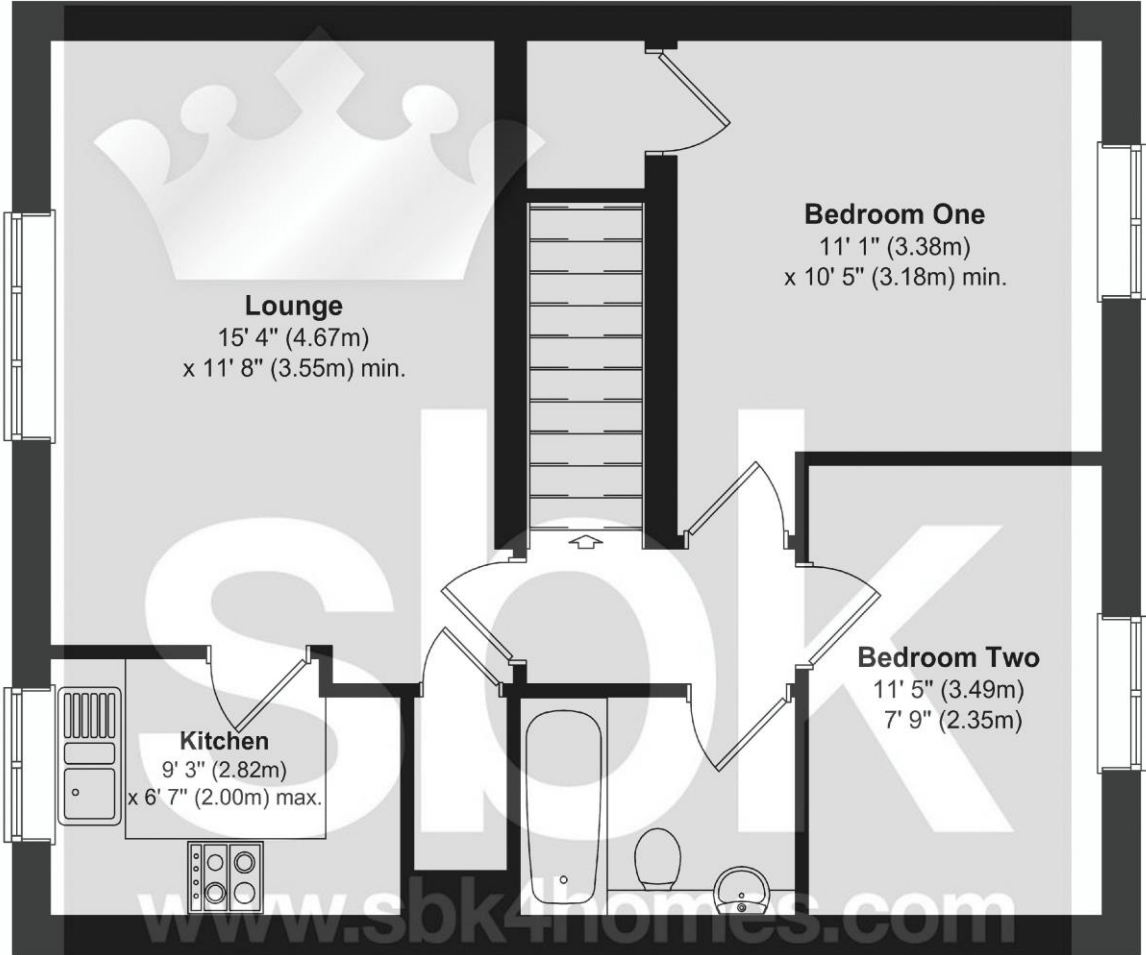 Lounge
15' 4" (4.67m)
x 11' 8" (3.55m) min.
Bedroom One
11' 1" (3.38m)
x 10' 5" (3.18m) min.
Bedroom Two
11' 5" (3.49m)
7' 9" (2.35m)
Kitchen
9' 3" (2.82m)
x 6' 7" (2.00m) max.
sbk
www.sbk4homes.com